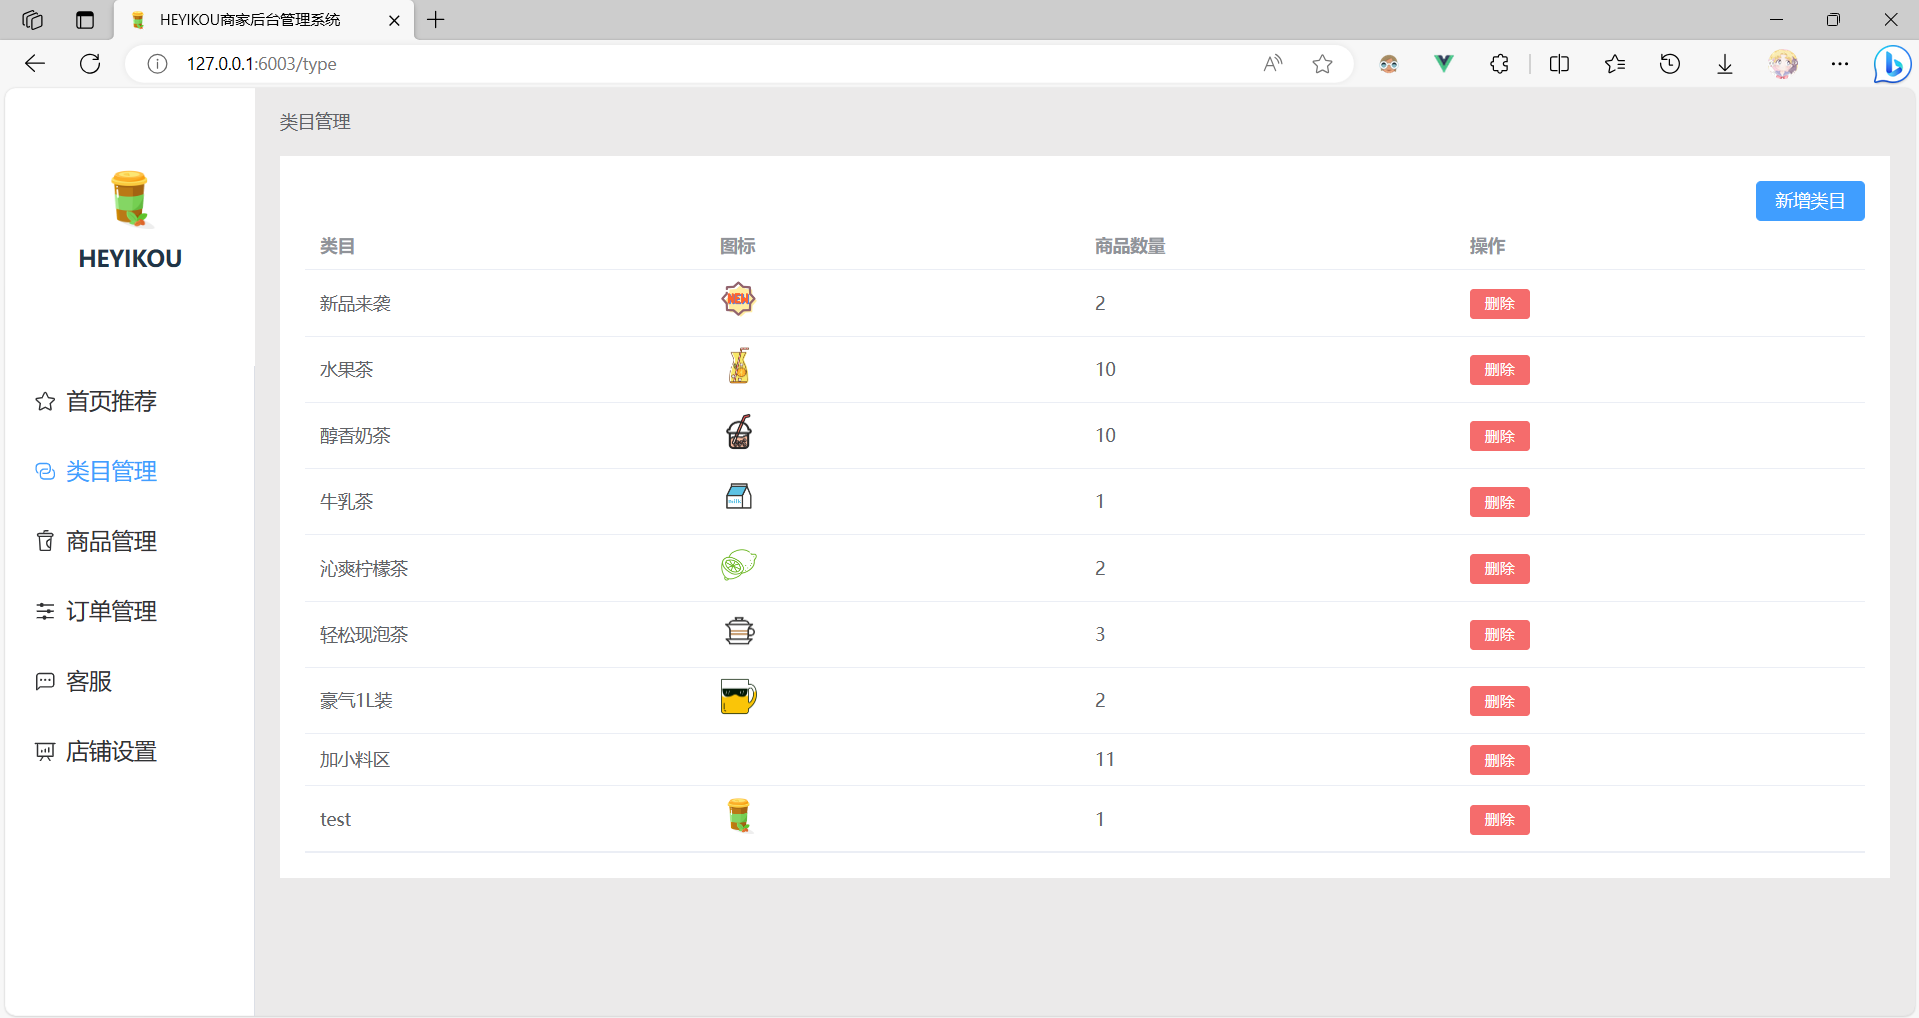 HEYIKOU商家后台管理系统
127.0.0.1:6003/type
HEYIKOU
首页推荐
类目管理
商品管理
订单管理
客服
店铺设置
类目管理
新增类目
类目 图标 商品数量 操作
新品来袭 NEW 2 删除
水果茶 10 删除
醇香奶茶 10 删除
牛乳茶 milk 1 删除
沁爽柠檬茶 2 删除
轻松现泡茶 3 删除
豪气1L装 2 删除
加小料区 11 删除
test 1 删除